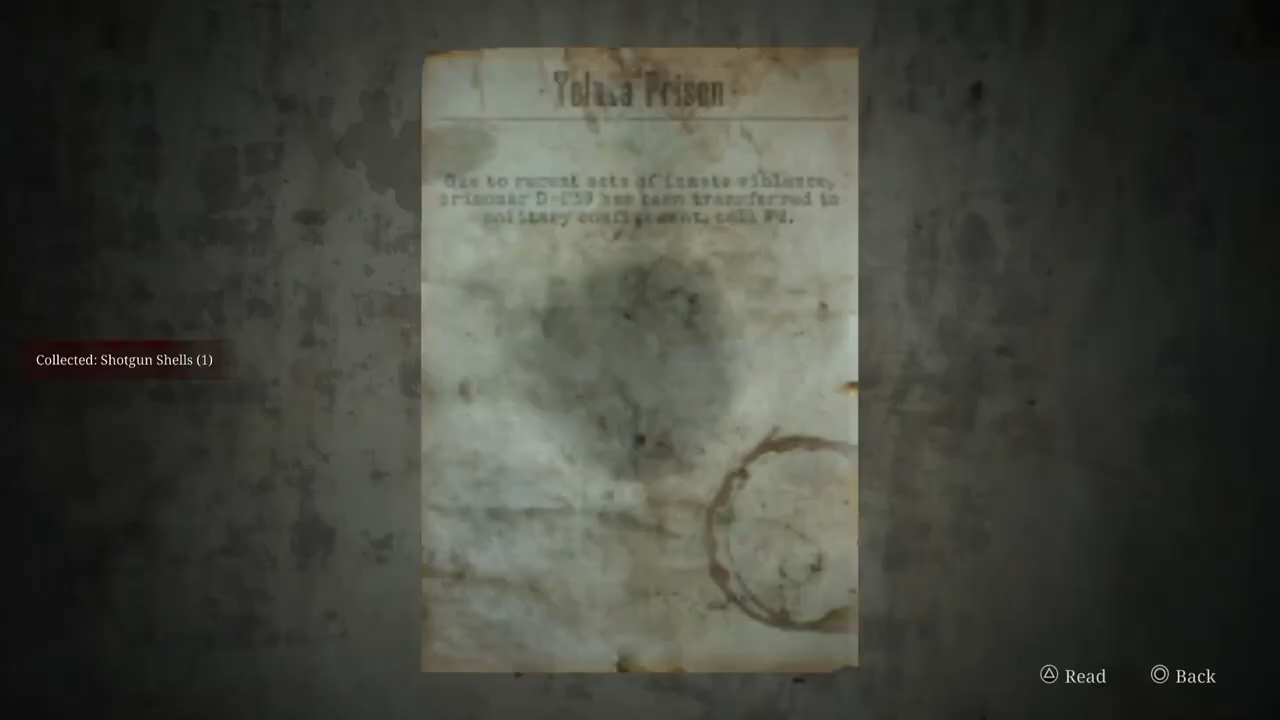 Prison
Due to recent acts of inmate violence,
prisoner has been transferred to
solitary confinement, cell
Collected: Shotgun Shells (1)
Read
Back